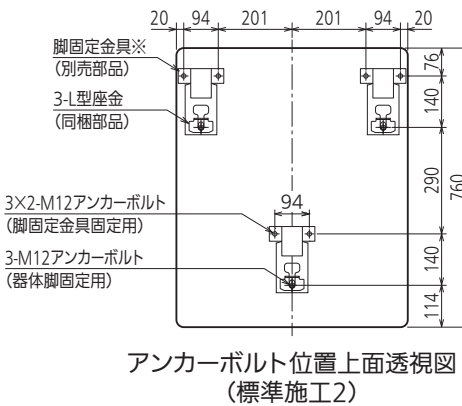 20 94 201 201 94 20
脚固定金具※
(別売部品)
3-L型座金
(同梱部品)
76
140
290
760
3×2-M12アンカーボルト
(脚固定金具固定用)
94
3-M12アンカーボルト
(器体脚固定用)
140
114
アンカーボルト位置上面透視図
(標準施工2)